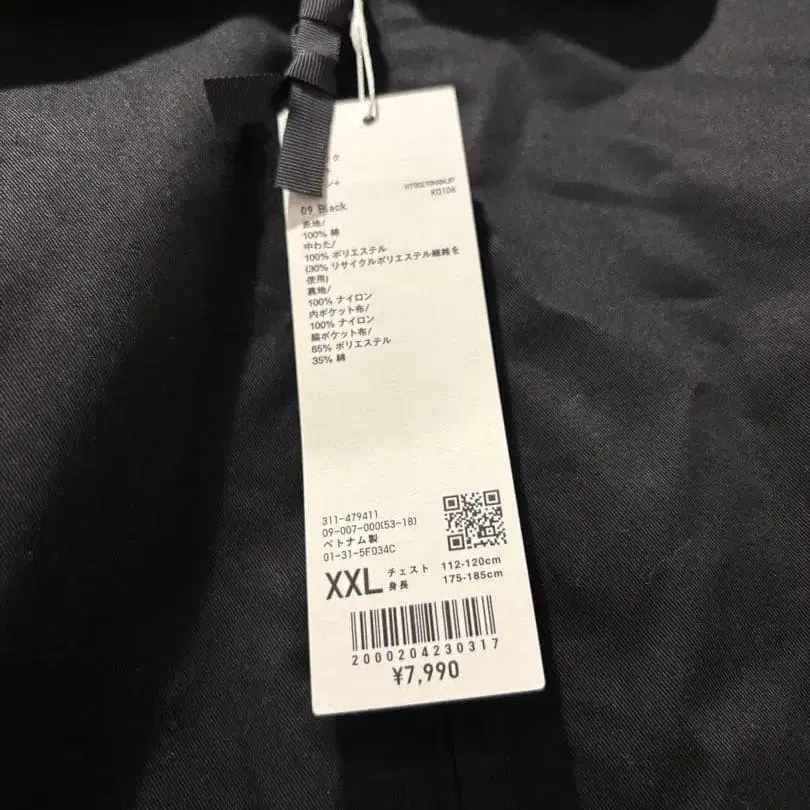 HT00270NXMJP
KO106
09 Black
表地/
100% 綿
中わた/
100% ポリエステル
(30% リサイクルポリエステル繊維を
使用)
裏地/
100% ナイロン
内ポケット布/
100% ナイロン
脇ポケット布/
65% ポリエステル
35% 綿
311-479411
09-007-000(53-18)
ベトナム製
01-31-5F034C
XXL チェスト 112-120cm
身長 175-185cm
2000204230317
¥7,990